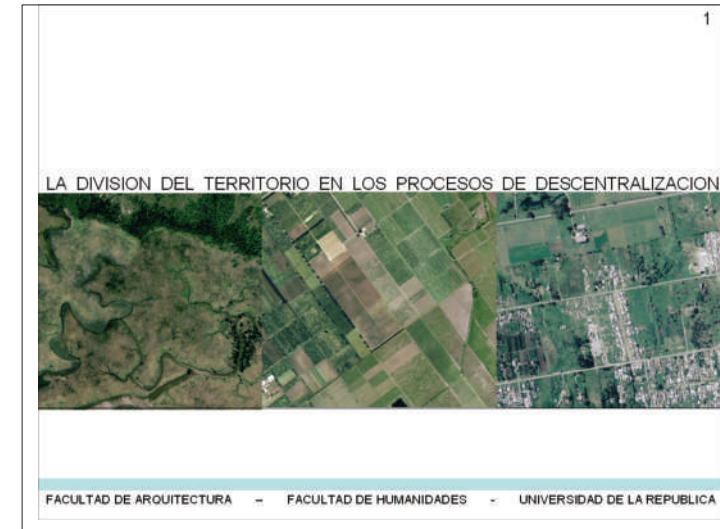 1
LA DIVISION DEL TERRITORIO EN LOS PROCESOS DE DESCENTRALIZACION
FACULTAD DE ARQUITECTURA – FACULTAD DE HUMANIDADES - UNIVERSIDAD DE LA REPUBLICA